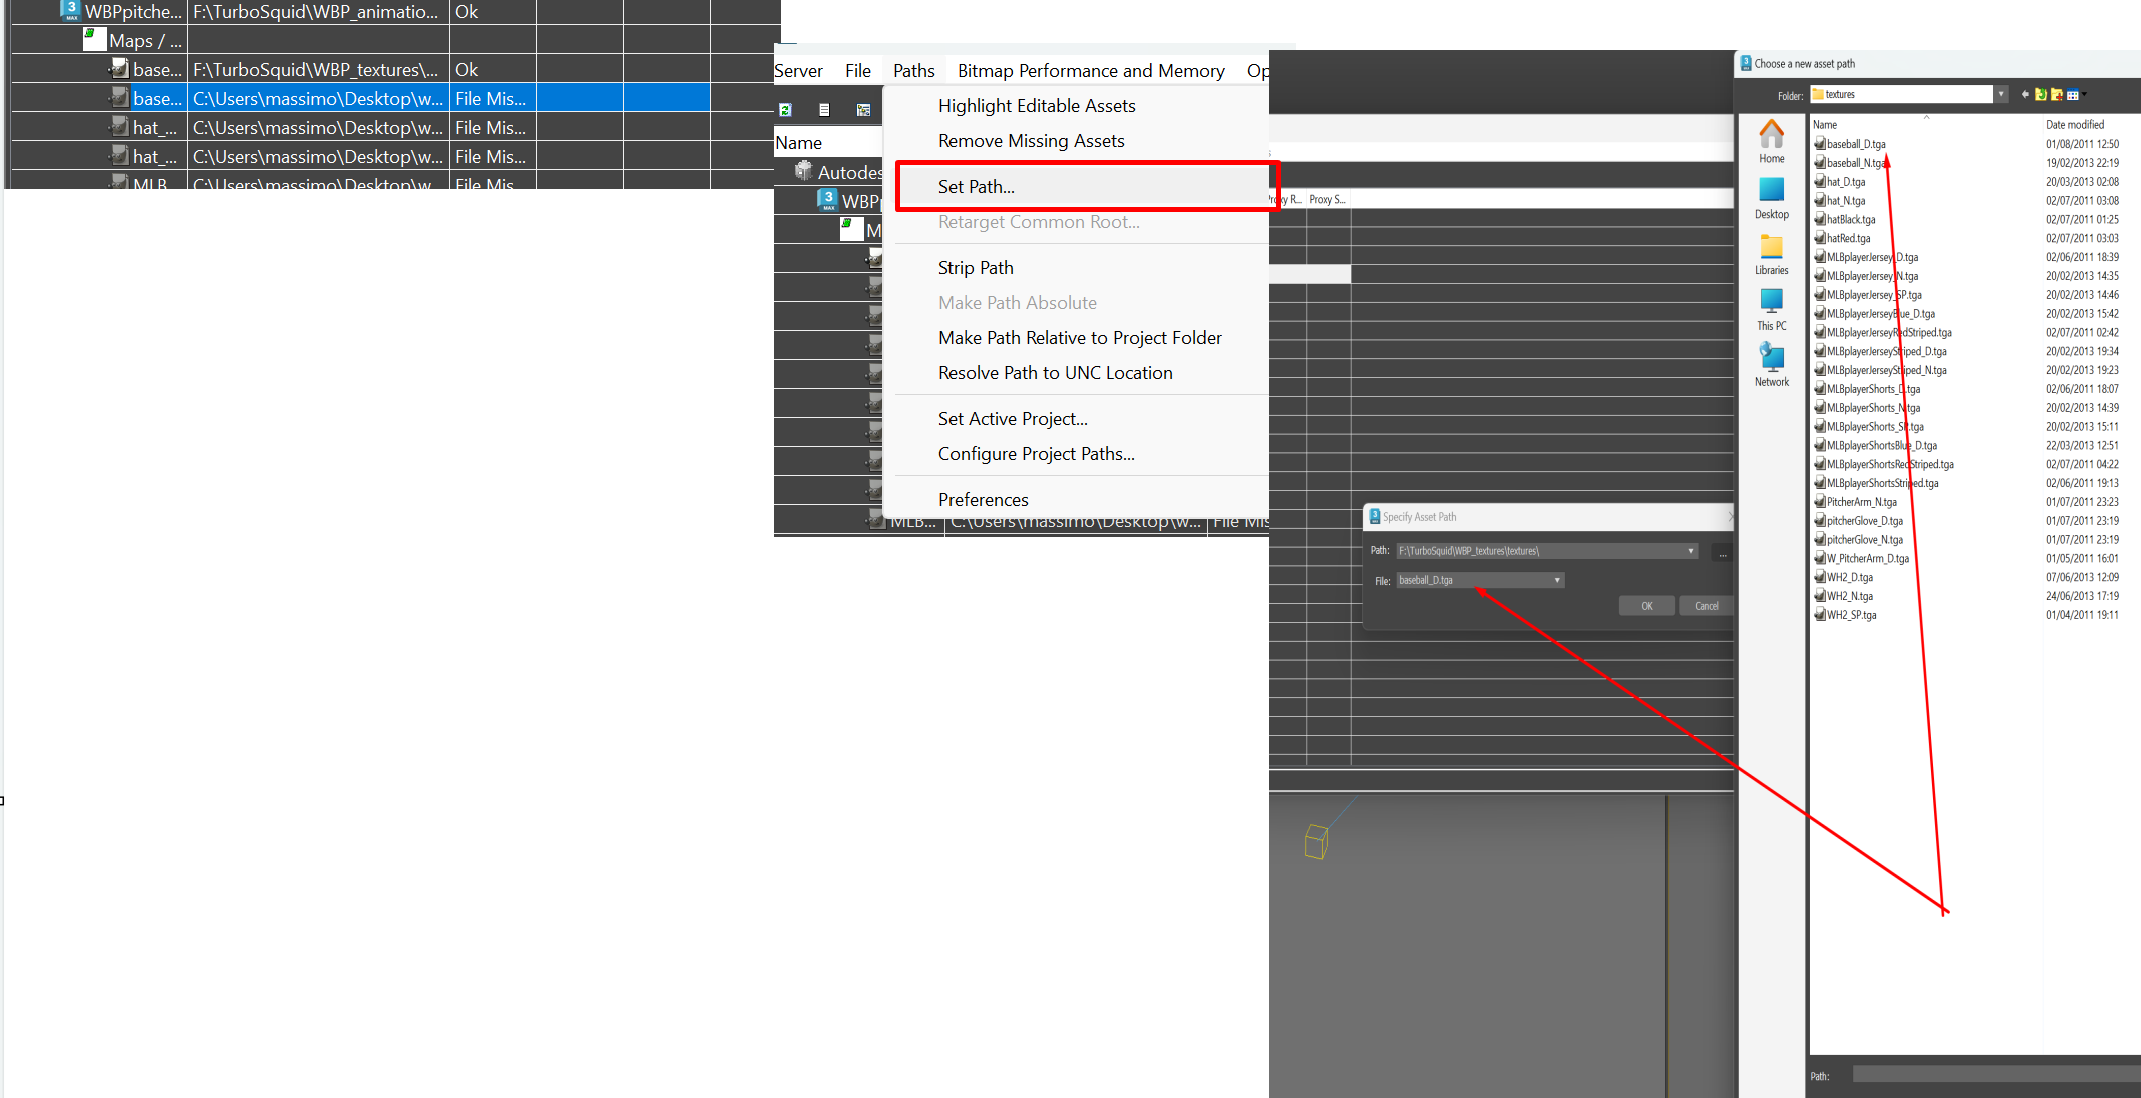 WBPpitche... F:\TurboSquid\WBP_animatio... Ok
Maps / ...
base... F:\TurboSquid\WBP_textures\... Ok
base... C:\Users\massimo\Desktop\w... File Mis...
hat_... C:\Users\massimo\Desktop\w... File Mis...
hat_... C:\Users\massimo\Desktop\w... File Mis...
MLB C:\Users\massimo\Desktop\w File Mis
Server File Paths Bitmap Performance and Memory Op
Highlight Editable Assets
Remove Missing Assets
Set Path...
Retarget Common Root...
Strip Path
Make Path Absolute
Make Path Relative to Project Folder
Resolve Path to UNC Location
Set Active Project...
Configure Project Paths...
Preferences
Name
Autodes
WBP
M
MLB... C:\Users\massimo\Desktop\w... File Mis
Proxy R... Proxy S...
Specify Asset Path
Path: F:\TurboSquid\WBP_textures\textures\ ...
File: baseball_D.tga
OK Cancel
Choose a new asset path
Folder: textures
Home
Desktop
Libraries
This PC
Network
Name Date modified
baseball_D.tga 01/08/2011 12:50
baseball_N.tga 19/02/2013 22:19
hat_D.tga 20/03/2013 02:08
hat_N.tga 02/07/2011 03:08
hatBlack.tga 02/07/2011 01:25
hatRed.tga 02/07/2011 03:03
MLBplayerJersey_D.tga 02/06/2011 18:39
MLBplayerJersey_N.tga 20/02/2013 14:35
MLBplayerJersey_SP.tga 20/02/2013 14:46
MLBplayerJerseyBlue_D.tga 20/02/2013 15:42
MLBplayerJerseyRedStriped.tga 02/07/2011 02:42
MLBplayerJerseyStriped_D.tga 20/02/2013 19:34
MLBplayerJerseyStriped_N.tga 20/02/2013 19:23
MLBplayerShorts_D.tga 02/06/2011 18:07
MLBplayerShorts_N.tga 20/02/2013 14:39
MLBplayerShorts_SP.tga 20/02/2013 15:11
MLBplayerShortsBlue_D.tga 22/03/2013 12:51
MLBplayerShortsRedStriped.tga 02/07/2011 04:22
MLBplayerShortsStriped.tga 02/06/2011 19:13
PitcherArm_N.tga 01/07/2011 23:23
pitcherGlove_D.tga 01/07/2011 23:19
pitcherGlove_N.tga 01/07/2011 23:19
W_PitcherArm_D.tga 01/05/2011 16:01
WH2_D.tga 07/06/2013 12:09
WH2_N.tga 24/06/2013 17:19
WH2_SP.tga 01/04/2011 19:11
Path: